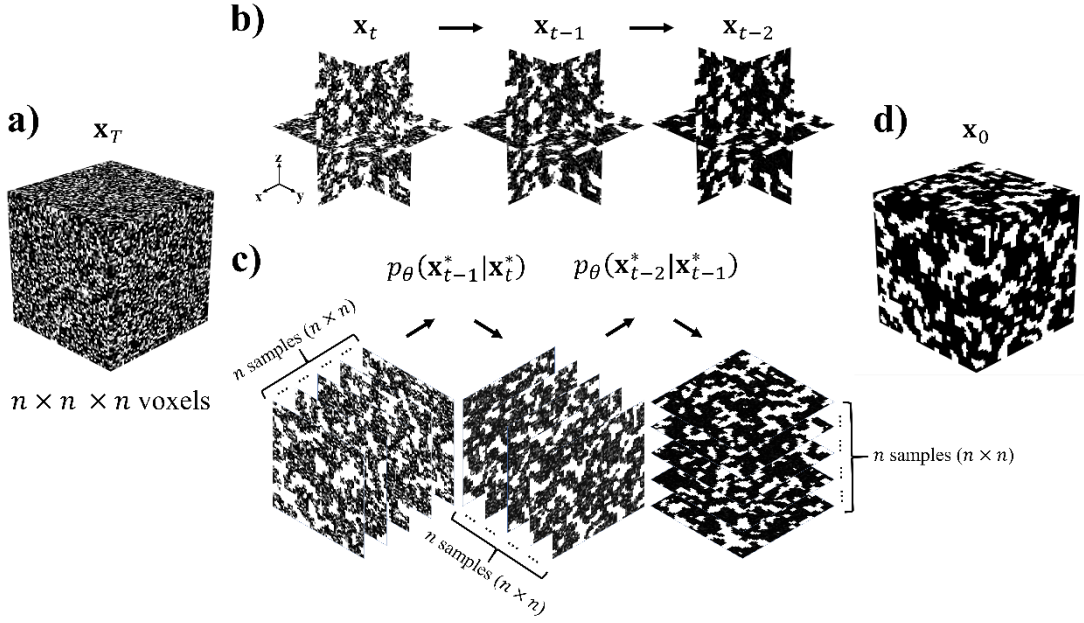 a)
𝐱_T
n × n × n voxels
b)
𝐱_t
𝐱_{t−1}
𝐱_{t−2}
z
x
y
c)
p_θ(𝐱*_{t−1}|𝐱*_t)
p_θ(𝐱*_{t−2}|𝐱*_{t−1})
n samples (n × n)
... ... ... ...
... ... ... ...
n samples (n × n)
... ... ... ...
n samples (n × n)
d)
𝐱_0